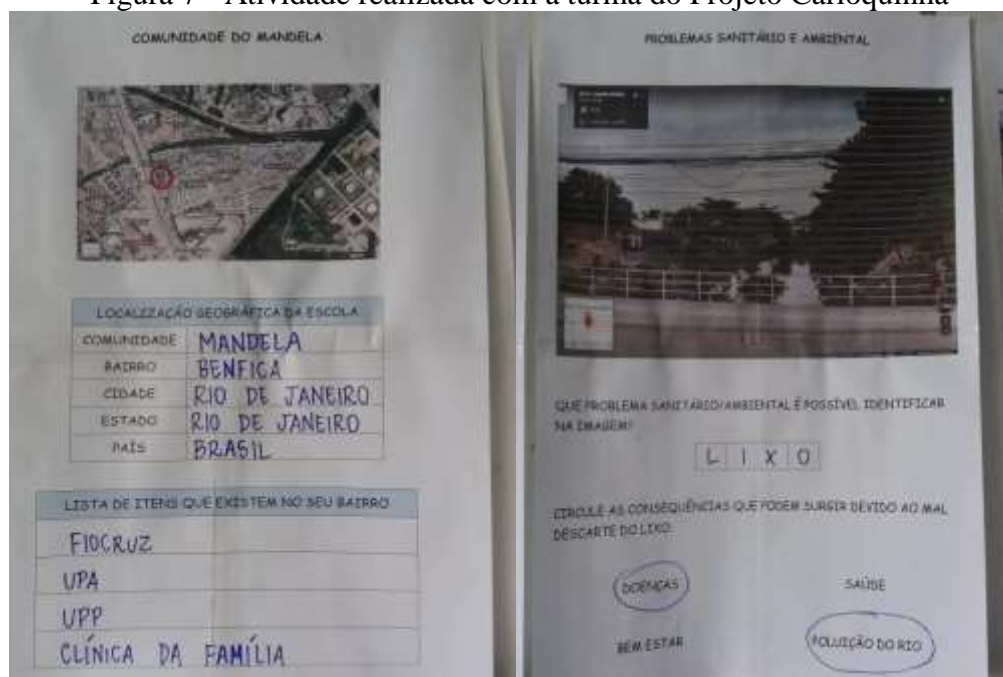 Figura 7 - Atividade realizada com a turma do Projeto Carioquinha
COMUNIDADE DO MANDELA
LOCALIZAÇÃO GEOGRÁFICA DA ESCOLA
COMUNIDADE MANDELA
BAIRRO BENFICA
CIDADE RIO DE JANEIRO
ESTADO RIO DE JANEIRO
PAÍS BRASIL
LISTA DE ITENS QUE EXISTEM NO SEU BAIRRO
FIOCRUZ
UPA
UPP
CLÍNICA DA FAMÍLIA
PROBLEMAS SANITÁRIO E AMBIENTAL
QUE PROBLEMA SANITÁRIO/AMBIENTAL É POSSÍVEL IDENTIFICAR
NA IMAGEM?
LIXO
CIRCULE AS CONSEQUÊNCIAS QUE PODEM SURGIR DEVIDO AO MAL
DESCARTE DO LIXO.
DOENÇAS SAÚDE
BEM ESTAR POLUIÇÃO DO RIO